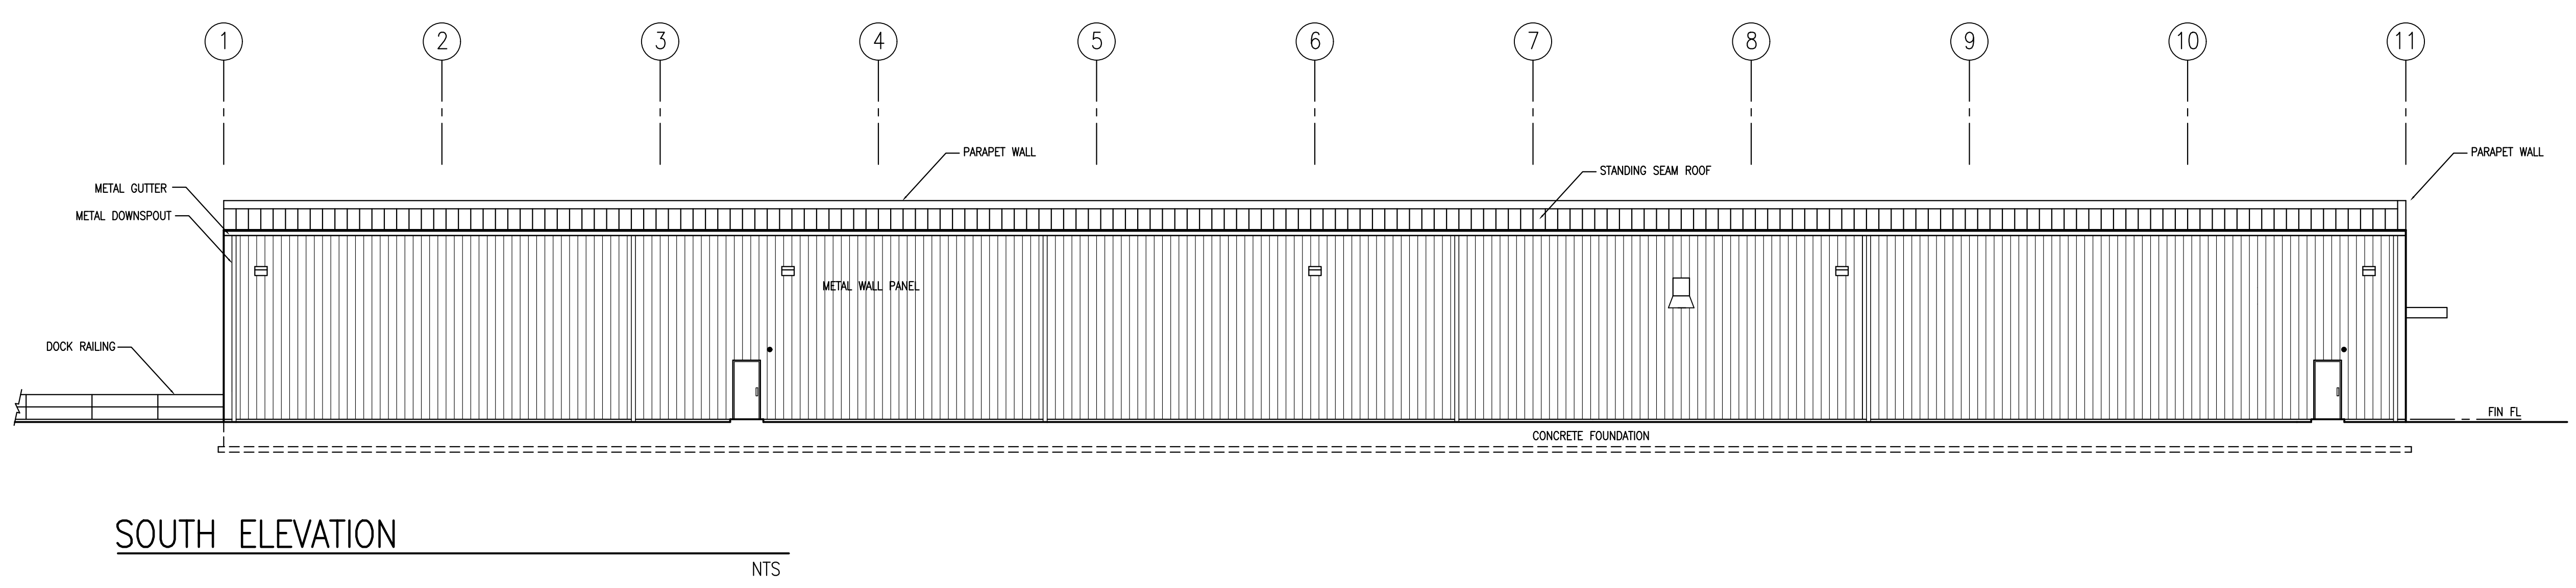 1 2 3 4 5 6 7 8 9 10 11
PARAPET WALL
PARAPET WALL
STANDING SEAM ROOF
METAL GUTTER
METAL DOWNSPOUT
METAL WALL PANEL
DOCK RAILING
FIN FL
CONCRETE FOUNDATION
SOUTH ELEVATION
NTS